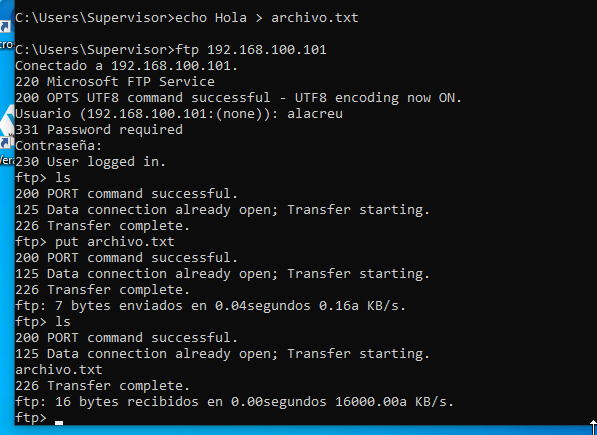 C:\Users\Supervisor>echo Hola > archivo.txt
C:\Users\Supervisor>ftp 192.168.100.101
Conectado a 192.168.100.101.
220 Microsoft FTP Service
200 OPTS UTF8 command successful - UTF8 encoding now ON.
Usuario (192.168.100.101:(none)): alacreu
331 Password required
Contraseña:
230 User logged in.
ftp> ls
200 PORT command successful.
125 Data connection already open; Transfer starting.
226 Transfer complete.
ftp> put archivo.txt
200 PORT command successful.
125 Data connection already open; Transfer starting.
226 Transfer complete.
ftp: 7 bytes enviados en 0.04segundos 0.16a KB/s.
ftp> ls
200 PORT command successful.
125 Data connection already open; Transfer starting.
archivo.txt
226 Transfer complete.
ftp: 16 bytes recibidos en 0.00segundos 16000.00a KB/s.
ftp>